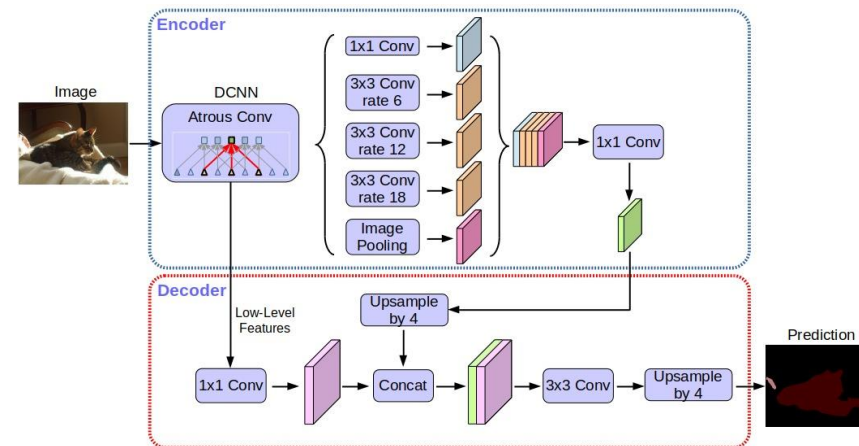 Encoder
Image
DCNN
Atrous Conv
1x1 Conv
3x3 Conv
rate 6
3x3 Conv
rate 12
3x3 Conv
rate 18
Image
Pooling
1x1 Conv
Decoder
Low-Level
Features
Upsample
by 4
1x1 Conv
Concat
3x3 Conv
Upsample
by 4
Prediction